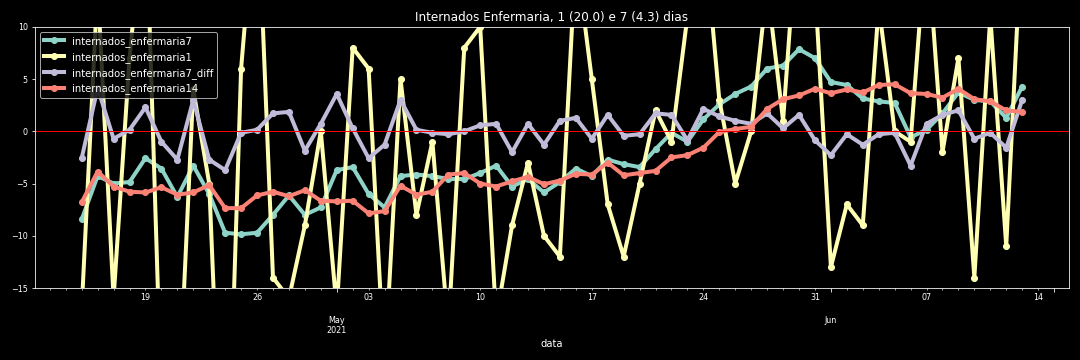 Internados Enfermaria, 1 (20.0) e 7 (4.3) dias
internados_enfermaria7
internados_enfermaria1
internados_enfermaria7_diff
internados_enfermaria14
10
5
0
−5
−10
−15
19 26 03 10 17 24 31 07 14
May Jun
2021
data